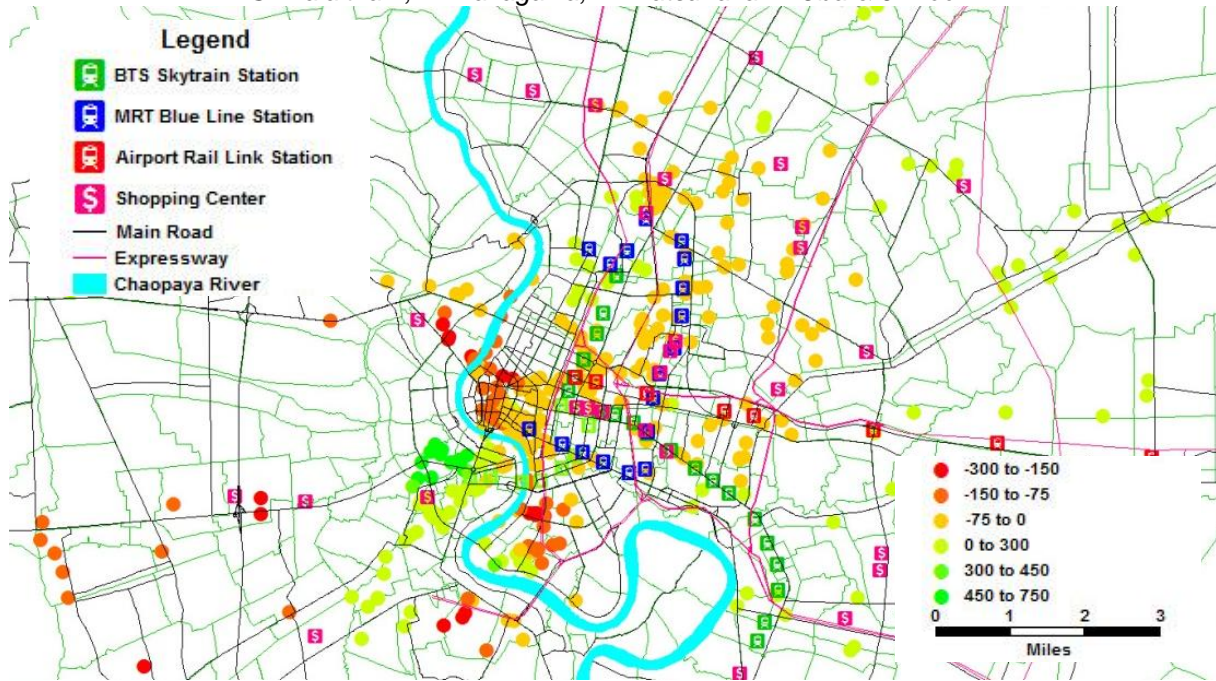 Legend
BTS Skytrain Station
MRT Blue Line Station
Airport Rail Link Station
$ Shopping Center
Main Road
Expressway
Chaopaya River
-300 to -150
-150 to -75
-75 to 0
0 to 300
300 to 450
450 to 750
0 1 2 3
Miles